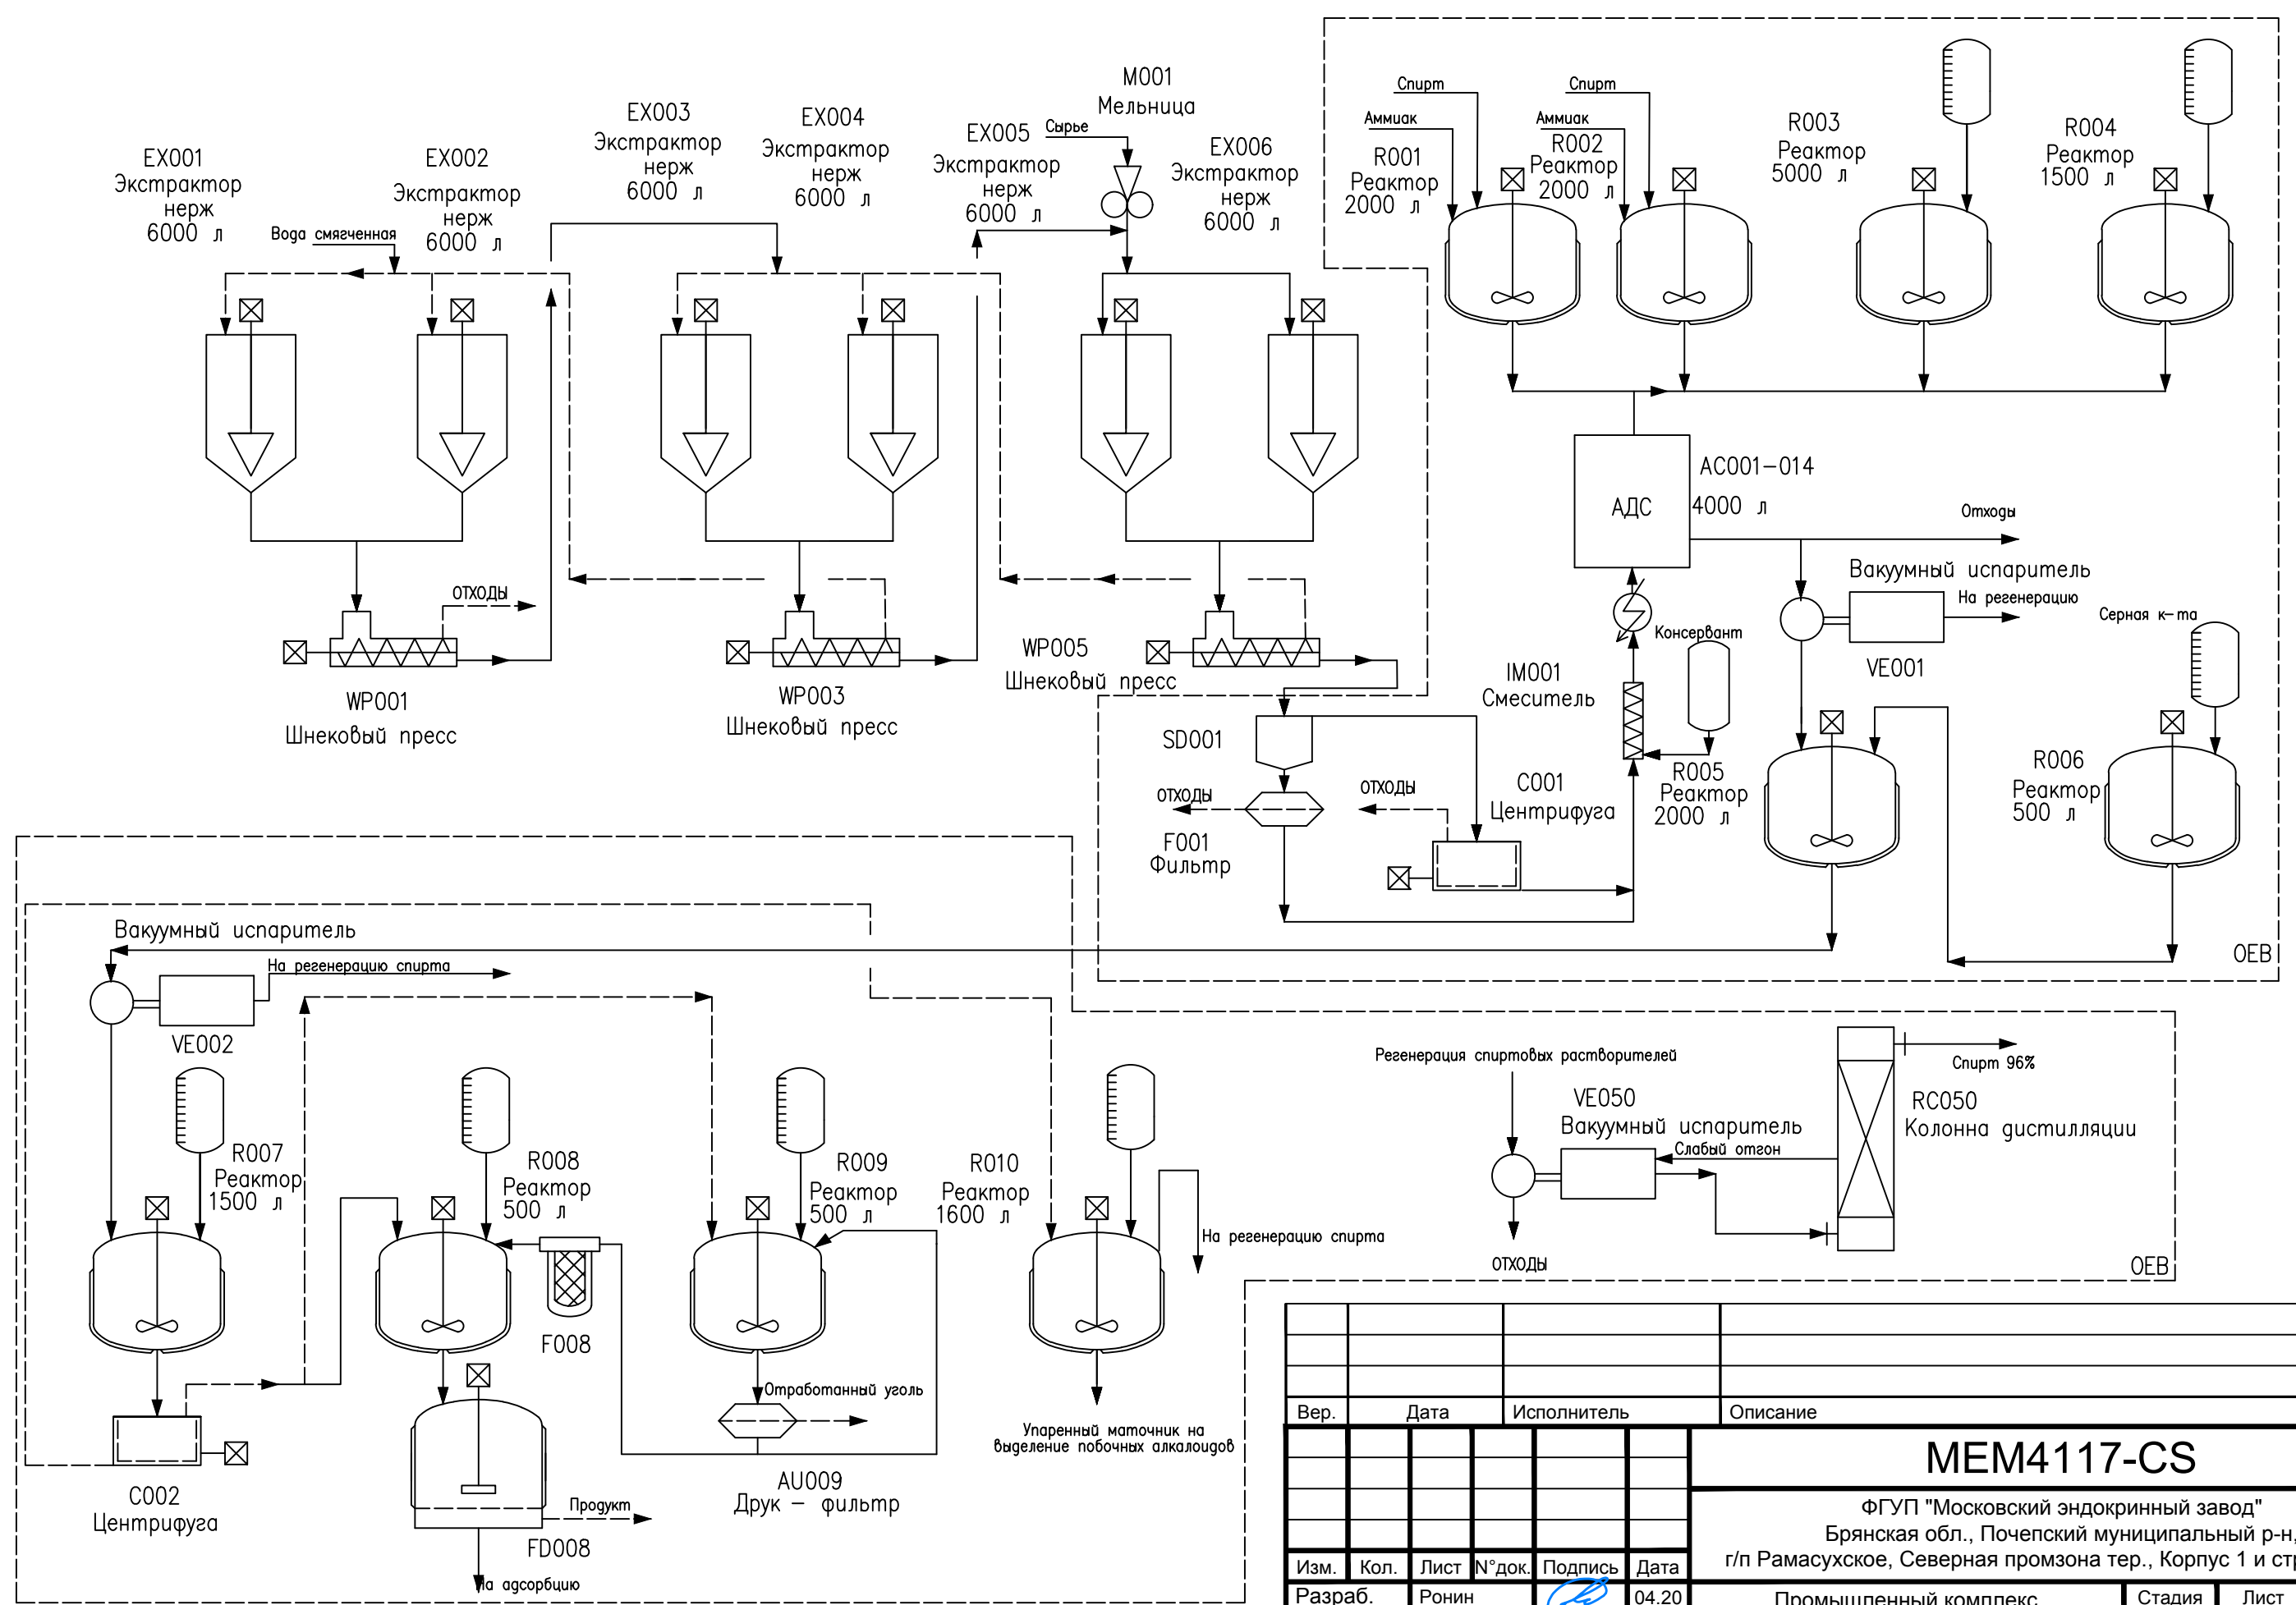 EX001
Экстрактор
нерж
6000 л
EX002
Экстрактор
нерж
6000 л
Вода смягченная
EX003
Экстрактор
нерж
6000 л
EX004
Экстрактор
нерж
6000 л
EX005
Экстрактор
нерж
6000 л
M001
Мельница
Сырье
EX006
Экстрактор
нерж
6000 л
Спирт
Аммиак
R001
Реактор
2000 л
Спирт
Аммиак
R002
Реактор
2000 л
R003
Реактор
5000 л
R004
Реактор
1500 л
АДС
AC001-014
4000 л
Отходы
Вакуумный испаритель
На регенерацию
VE001
Серная к-та
ОТХОДЫ
WP001
Шнековый пресс
WP003
Шнековый пресс
WP005
Шнековый пресс
IM001
Смеситель
Консервант
SD001
ОТХОДЫ
F001
Фильтр
ОТХОДЫ
C001
Центрифуга
R005
Реактор
2000 л
R006
Реактор
500 л
ОЕВ
Вакуумный испаритель
На регенерацию спирта
VE002
R007
Реактор
1500 л
R008
Реактор
500 л
F008
R009
Реактор
500 л
R010
Реактор
1600 л
На регенерацию спирта
Отработанный уголь
AU009
Друк - фильтр
Упаренный маточник на
выделение побочных алкалоидов
C002
Центрифуга
Продукт
FD008
На адсорбцию
Регенерация спиртовых растворителей
VE050
Вакуумный испаритель
Слабый отгон
ОТХОДЫ
Спирт 96%
RC050
Колонна дистилляции
ОЕВ
Вер.
Дата
Исполнитель
Описание
MEM4117-CS
ФГУП "Московский эндокринный завод"
Брянская обл., Почепский муниципальный р-н,
г/п Рамасухское, Северная промзона тер., Корпус 1 и стр
Изм.
Кол.
Лист
N°док.
Подпись
Дата
Разраб.
Ронин
04.20
Промышленный комплекс
Стадия
Лист